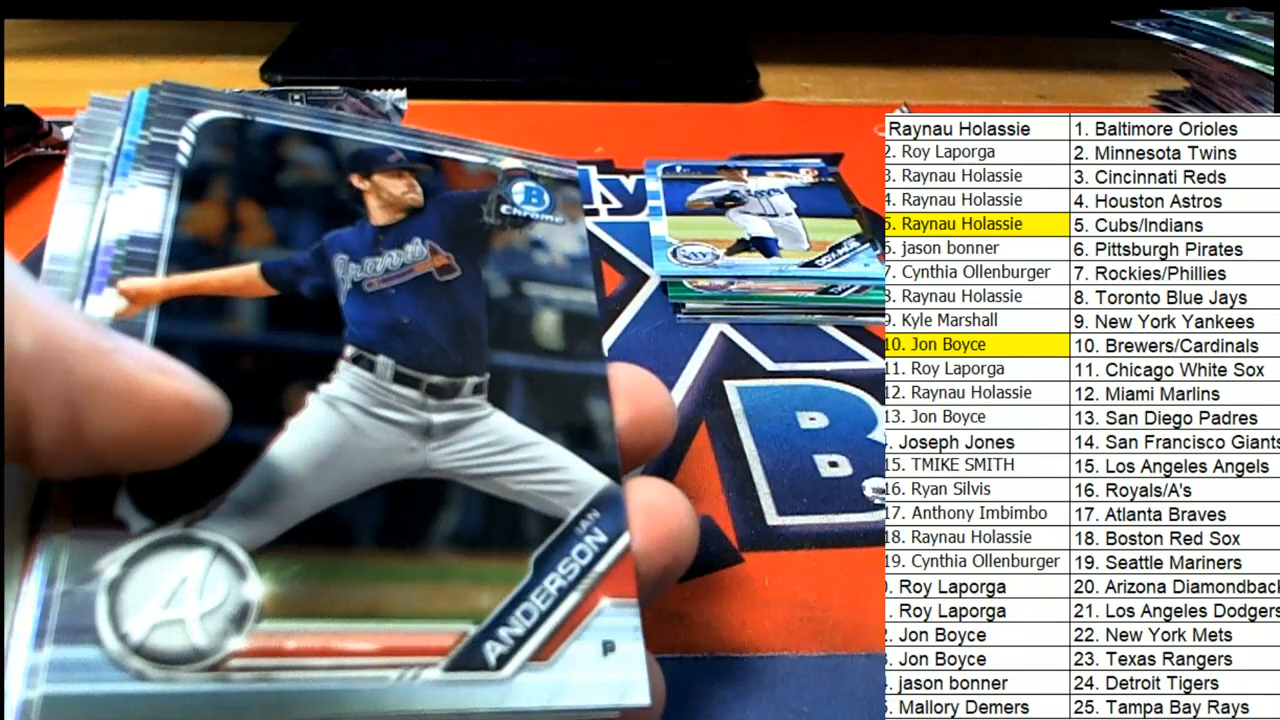 B
Chrome
Braves
IAN
ANDERSON
P
A
ly.
B
Raynau Holassie 1. Baltimore Orioles
2. Roy Laporga 2. Minnesota Twins
3. Raynau Holassie 3. Cincinnati Reds
4. Raynau Holassie 4. Houston Astros
5. Raynau Holassie 5. Cubs/Indians
6. jason bonner 6. Pittsburgh Pirates
7. Cynthia Ollenburger 7. Rockies/Phillies
8. Raynau Holassie 8. Toronto Blue Jays
9. Kyle Marshall 9. New York Yankees
10. Jon Boyce 10. Brewers/Cardinals
11. Roy Laporga 11. Chicago White Sox
12. Raynau Holassie 12. Miami Marlins
13. Jon Boyce 13. San Diego Padres
. Joseph Jones 14. San Francisco Giants
15. TMIKE SMITH 15. Los Angeles Angels
16. Ryan Silvis 16. Royals/A's
17. Anthony Imbimbo 17. Atlanta Braves
18. Raynau Holassie 18. Boston Red Sox
19. Cynthia Ollenburger 19. Seattle Mariners
. Roy Laporga 20. Arizona Diamondback
. Roy Laporga 21. Los Angeles Dodgers
. Jon Boyce 22. New York Mets
. Jon Boyce 23. Texas Rangers
. jason bonner 24. Detroit Tigers
. Mallory Demers 25. Tampa Bay Rays